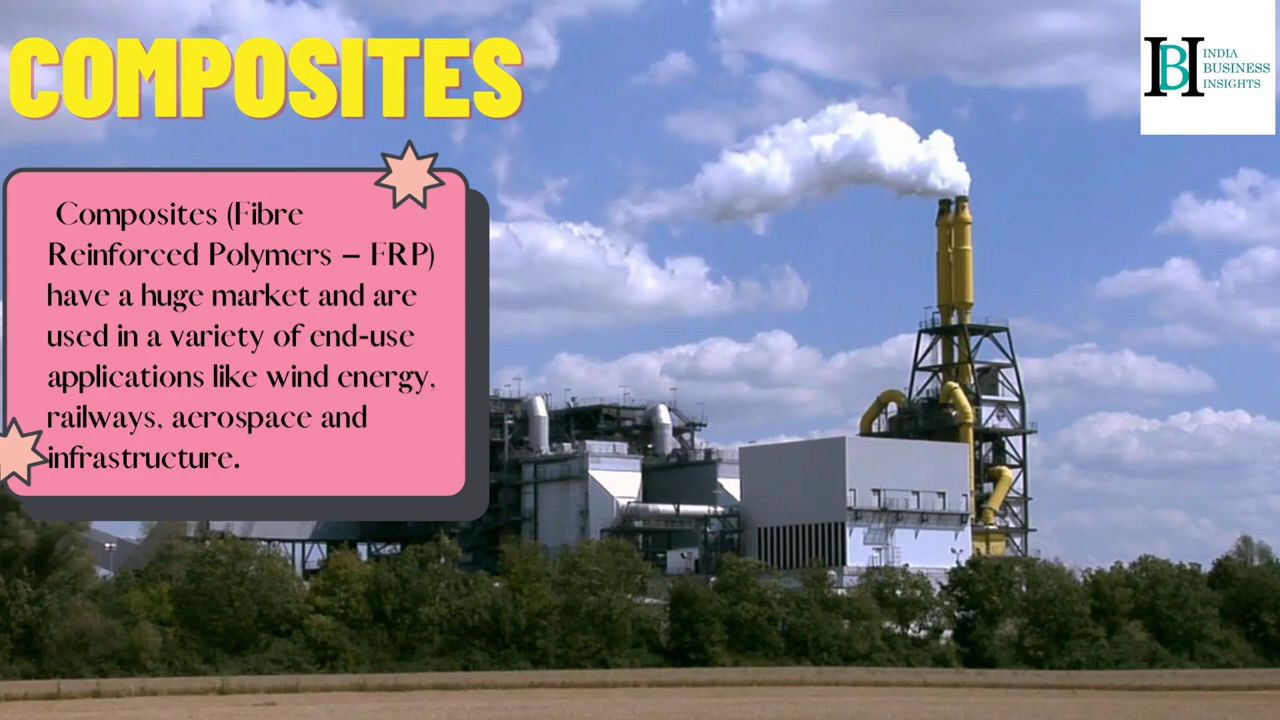 COMPOSITES
IBI
INDIA
BUSINESS
INSIGHTS
Composites (Fibre
Reinforced Polymers – FRP)
have a huge market and are
used in a variety of end-use
applications like wind energy,
railways, aerospace and
infrastructure.